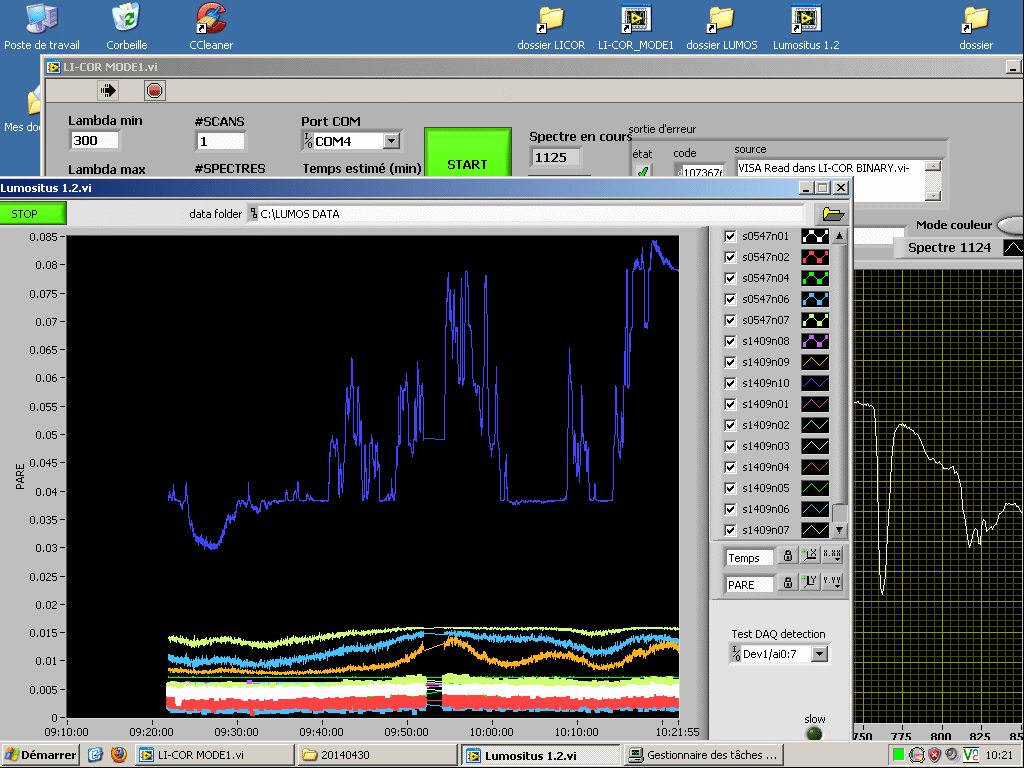 Poste de travail
Corbeille
CCleaner
dossier LICOR
LI-COR_MODE1
dossier LUMOS
Lumositus 1.2
dossier
Mes do
LI-COR MODE1.vi
Lambda min
300
Lambda max
#SCANS
1
#SPECTRES
Port COM
COM4
Temps estimé (min)
START
Spectre en cours
1125
sortie d'erreur
état
code
107367
source
VISA Read dans LI-COR BINARY.vi-
Mode couleur
Spectre 1124
Lumositus 1.2.vi
STOP
data folder
C:\LUMOS DATA
0.085
0.08
0.075
0.07
0.065
0.06
0.055
0.05
0.045
0.04
0.035
0.03
0.025
0.02
0.015
0.01
0.005
0
PARE
09:10:00
09:20:00
09:30:00
09:40:00
09:50:00
10:00:00
10:10:00
10:21:55
s0547n01
s0547n02
s0547n04
s0547n06
s0547n07
s1409n08
s1409n09
s1409n10
s1409n01
s1409n02
s1409n03
s1409n04
s1409n05
s1409n06
s1409n07
Temps
PARE
Test DAQ detection
Dev1/ai0:7
slow
750
775
800
825
85
Démarrer
LI-COR MODE1.vi
20140430
Lumositus 1.2.vi
Gestionnaire des tâches ...
10:21